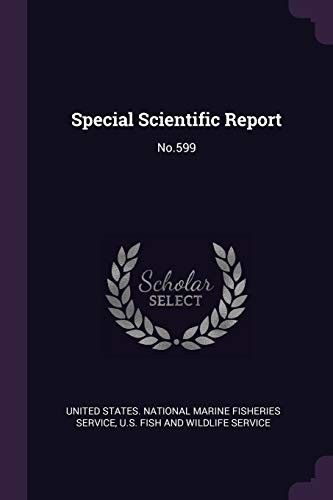 Special Scientific Report
No.599
Scholar
SELECT
UNITED STATES. NATIONAL MARINE FISHERIES
SERVICE, U.S. FISH AND WILDLIFE SERVICE